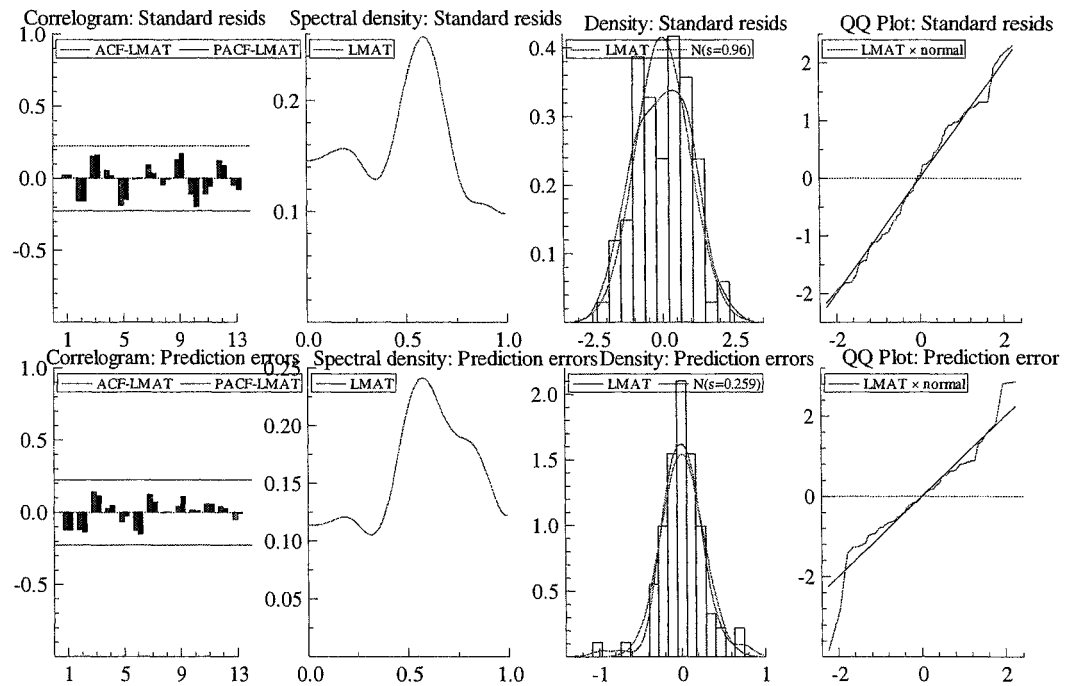 Correlogram: Standard resids
ACF-LMAT PACF-LMAT
1.0
0.5
0.0
-0.5
1 5 9 13
Spectral density: Standard resids
LMAT
0.2
0.1
0.0 0.5 1.0
Density: Standard resids
LMAT N(s=0.96)
0.4
0.3
0.2
0.1
-2.5 0.0 2.5
QQ Plot: Standard resids
LMAT × normal
2
1
0
-1
-2
-2 0 2
Correlogram: Prediction errors
ACF-LMAT PACF-LMAT
1.0
0.5
0.0
-0.5
1 5 9 13
Spectral density: Prediction errors
LMAT
0.25
0.20
0.15
0.10
0.05
0.0 0.5 1.0
Density: Prediction errors
LMAT N(s=0.259)
2.0
1.5
1.0
0.5
-1 0 1
QQ Plot: Prediction error
LMAT × normal
2
0
-2
-2 0 2